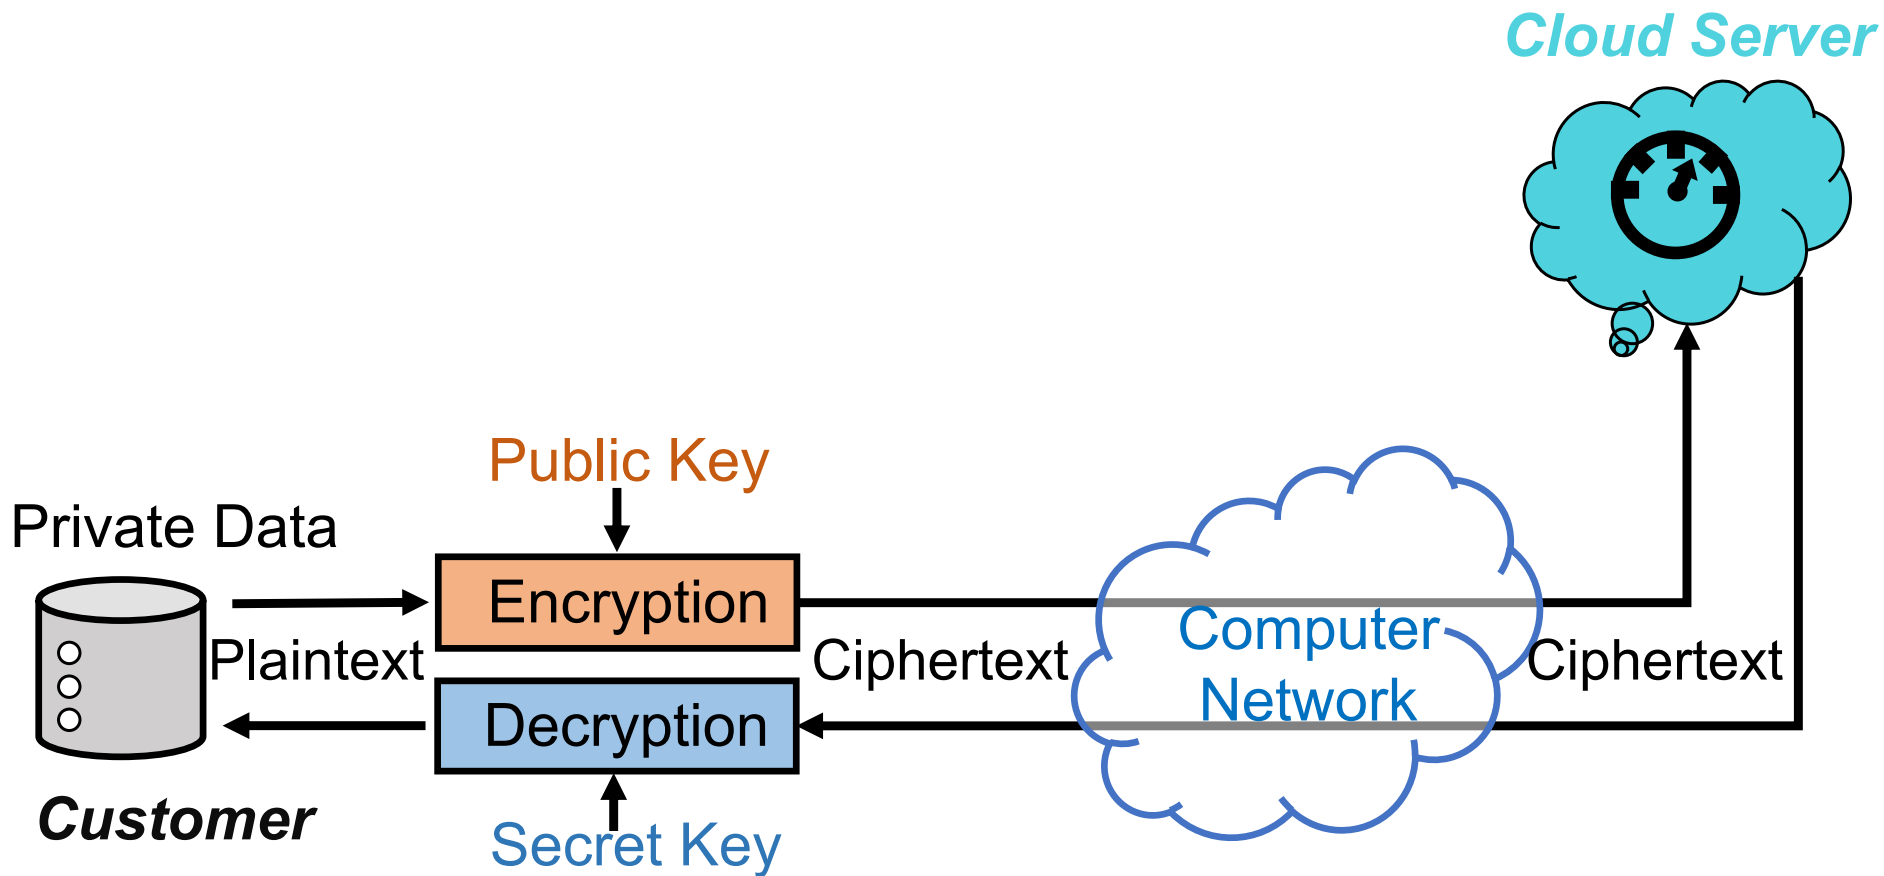 Cloud Server
Public Key
Private Data
Encryption
Plaintext
Ciphertext
Computer
Network
Ciphertext
Decryption
Customer
Secret Key